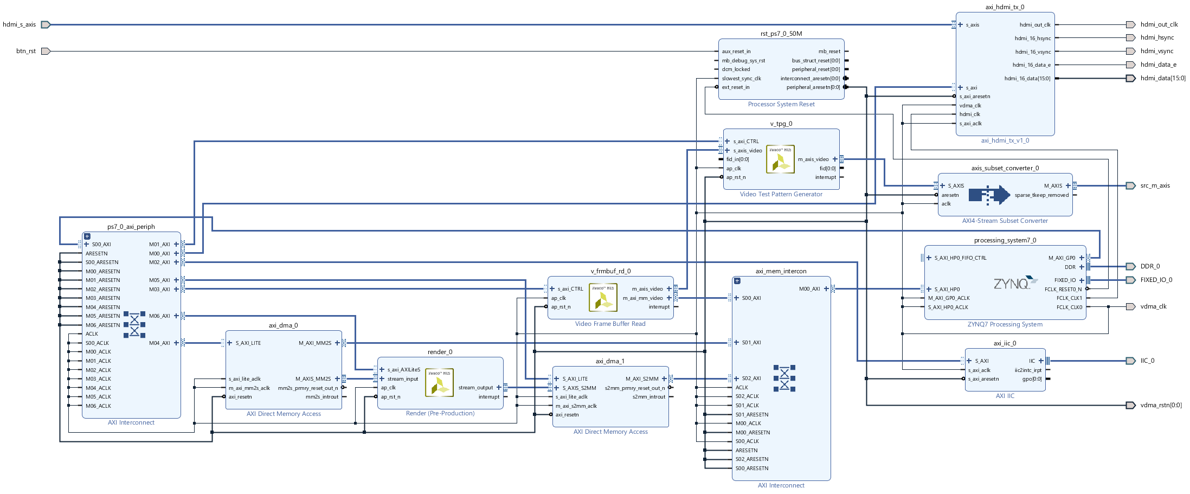 hdmi_s_axis
btn_rst
rst_ps7_0_50M
aux_reset_in
mb_debug_sys_rst
dcm_locked
slowest_sync_clk
ext_reset_in
mb_reset
bus_struct_reset[0:0]
peripheral_reset[0:0]
interconnect_aresetn[0:0]
peripheral_aresetn[0:0]
Processor System Reset
axi_hdmi_tx_0
s_axis
s_axi
s_axi_aresetn
vdma_clk
hdmi_clk
s_axi_aclk
hdmi_out_clk
hdmi_16_hsync
hdmi_16_vsync
hdmi_16_data_e
hdmi_16_data[15:0]
axi_hdmi_tx_v1_0
hdmi_out_clk
hdmi_hsync
hdmi_vsync
hdmi_data_e
hdmi_data[15:0]
v_tpg_0
s_axi_CTRL
s_axis_video
fid_in[0:0]
ap_clk
ap_rst_n
m_axis_video
fid[0:0]
interrupt
Video Test Pattern Generator
axis_subset_converter_0
S_AXIS
aresetn
aclk
M_AXIS
sparse_tkeep_removed
AXI4-Stream Subset Converter
src_m_axis
ps7_0_axi_periph
S00_AXI
ARESETN
S00_ARESETN
M00_ARESETN
M01_ARESETN
M02_ARESETN
M03_ARESETN
M04_ARESETN
M05_ARESETN
M06_ARESETN
ACLK
S00_ACLK
M00_ACLK
M01_ACLK
M02_ACLK
M03_ACLK
M04_ACLK
M05_ACLK
M06_ACLK
M01_AXI
M00_AXI
M02_AXI
M05_AXI
M03_AXI
M06_AXI
M04_AXI
AXI Interconnect
axi_dma_0
S_AXI_LITE
s_axi_lite_aclk
m_axi_mm2s_aclk
axi_resetn
M_AXI_MM2S
M_AXIS_MM2S
mm2s_prmry_reset_out_n
mm2s_introut
AXI Direct Memory Access
render_0
s_axi_AXILiteS
stream_input
ap_clk
ap_rst_n
stream_output
interrupt
Render (Pre-Production)
v_frmbuf_rd_0
s_axi_CTRL
ap_clk
ap_rst_n
m_axis_video
m_axi_mm_video
interrupt
Video Frame Buffer Read
axi_dma_1
S_AXI_LITE
S_AXIS_S2MM
s_axi_lite_aclk
m_axi_s2mm_aclk
axi_resetn
M_AXI_S2MM
s2mm_prmry_reset_out_n
s2mm_introut
AXI Direct Memory Access
axi_mem_intercon
S00_AXI
S01_AXI
S02_AXI
ACLK
S02_ACLK
S01_ACLK
S01_ARESETN
M00_ACLK
M00_ARESETN
S00_ACLK
ARESETN
S02_ARESETN
S00_ARESETN
M00_AXI
AXI Interconnect
processing_system7_0
S_AXI_HP0_FIFO_CTRL
S_AXI_HP0
M_AXI_GP0_ACLK
S_AXI_HP0_ACLK
ZYNQ
M_AXI_GP0
DDR
FIXED_IO
FCLK_RESET0_N
FCLK_CLK1
FCLK_CLK0
ZYNQ7 Processing System
DDR_0
FIXED_IO_0
vdma_clk
axi_iic_0
S_AXI
s_axi_aclk
s_axi_aresetn
IIC
iic2intc_irpt
gpo[0:0]
AXI IIC
IIC_0
vdma_rstn[0:0]